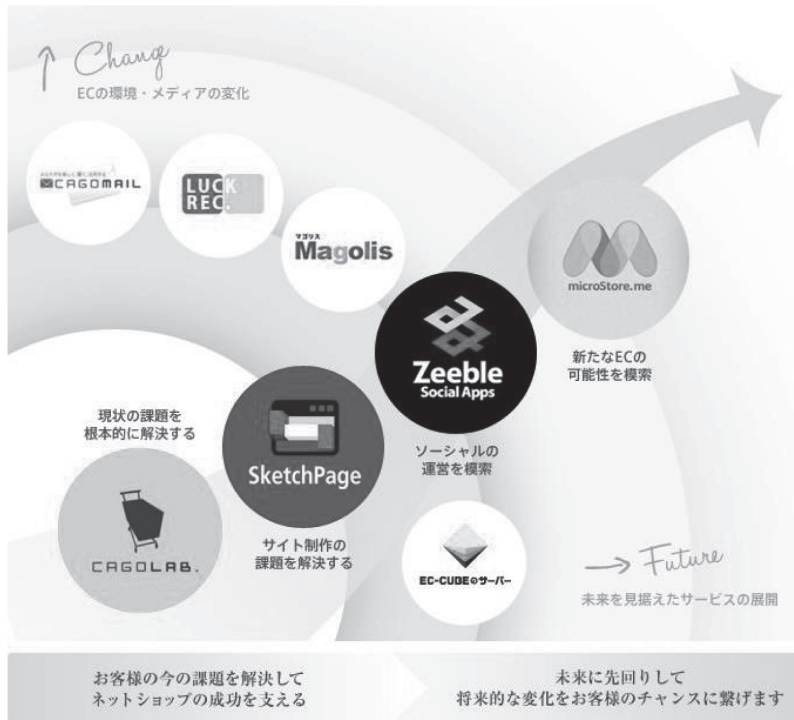 Change
ECの環境・メディアの変化
CAGOMAIL
LUCK
REC.
マゴリス
Magolis
microStore.me
新たなECの
可能性を模索
Zeeble
Social Apps
ソーシャルの
運営を模索
現状の課題を
根本的に解決する
SketchPage
サイト制作の
課題を解決する
CAGOLAB.
EC-CUBEのサーバー
Future
未来を見据えたサービスの展開
お客様の今の課題を解決して
ネットショップの成功を支える
未来に先回りして
将来的な変化をお客様のチャンスに繋げます